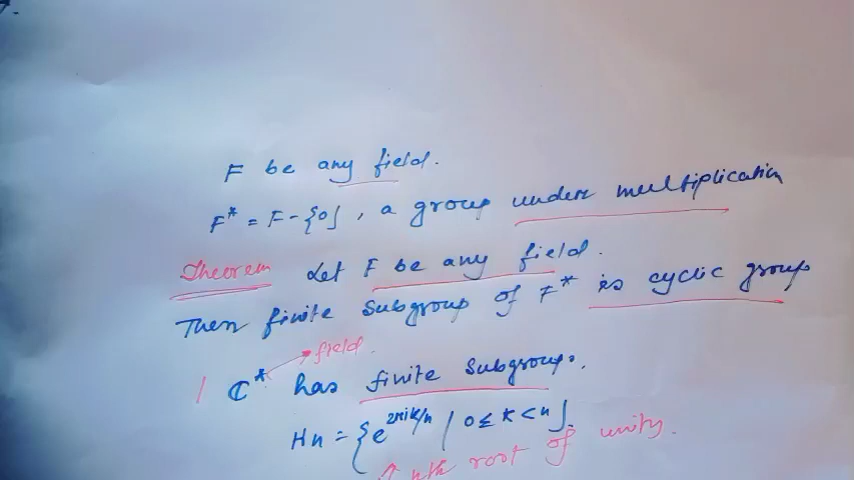 F be any field.
F* = F - {0}, a group under multiplication
Theorem Let F be any field.
Then finite subgroup of F* is cyclic group
field.
ℂ* has finite subgroup.
Hn = {e^{2πik/n} | 0 ≤ k < n}.
nth root of unity.